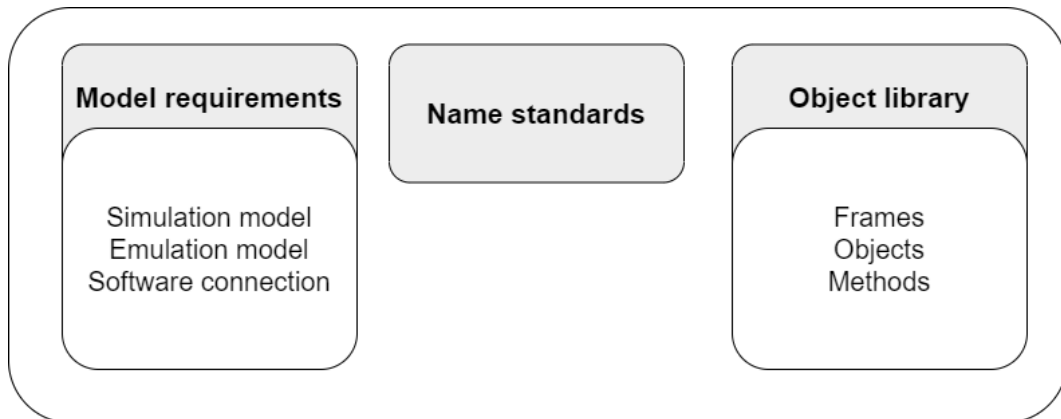 Model requirements
Simulation model
Emulation model
Software connection
Name standards
Object library
Frames
Objects
Methods